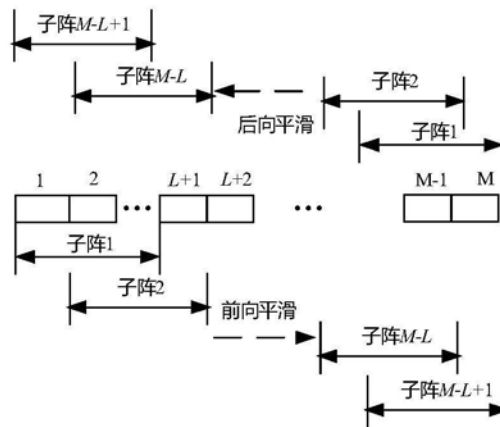 子阵M-L+1
子阵M-L
子阵2
后向平滑
子阵1
1 2 L+1 L+2 M-1 M
... ...
子阵1
子阵2
前向平滑
子阵M-L
子阵M-L+1